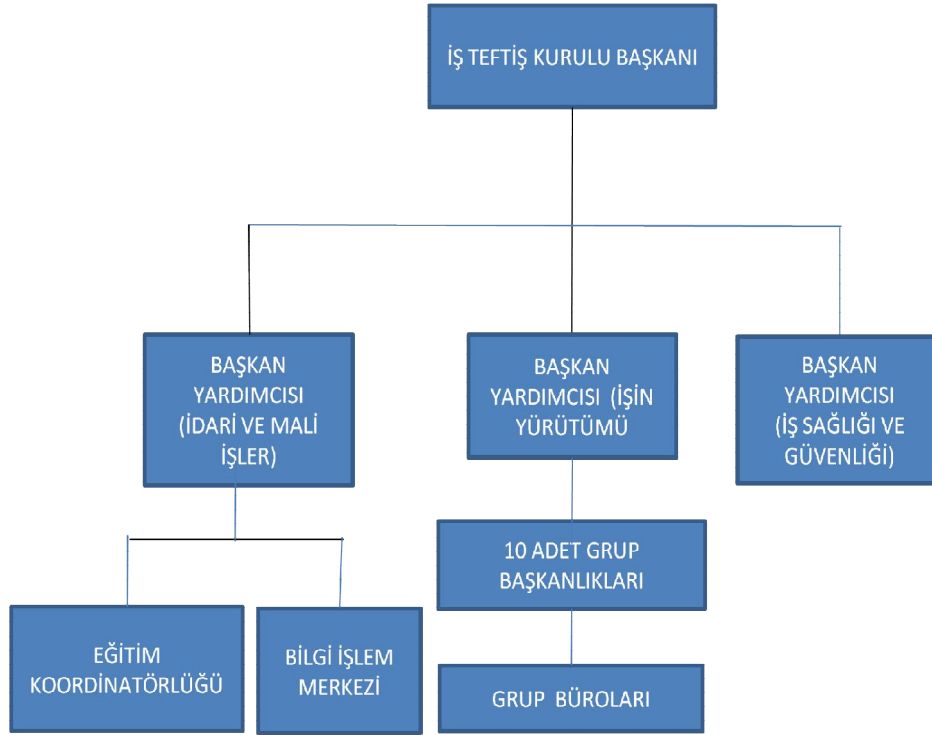 İŞ TEFTİŞ KURULU BAŞKANI
BAŞKAN
YARDIMCISI
(İDARİ VE MALİ
İŞLER)
BAŞKAN
YARDIMCISI (İŞİN
YÜRÜTÜMÜ
BAŞKAN
YARDIMCISI
(İŞ SAĞLIĞI VE
GÜVENLİĞİ)
10 ADET GRUP
BAŞKANLIKLARI
EĞİTİM
KOORDİNATÖRLÜĞÜ
BİLGİ İŞLEM
MERKEZİ
GRUP BÜROLARI